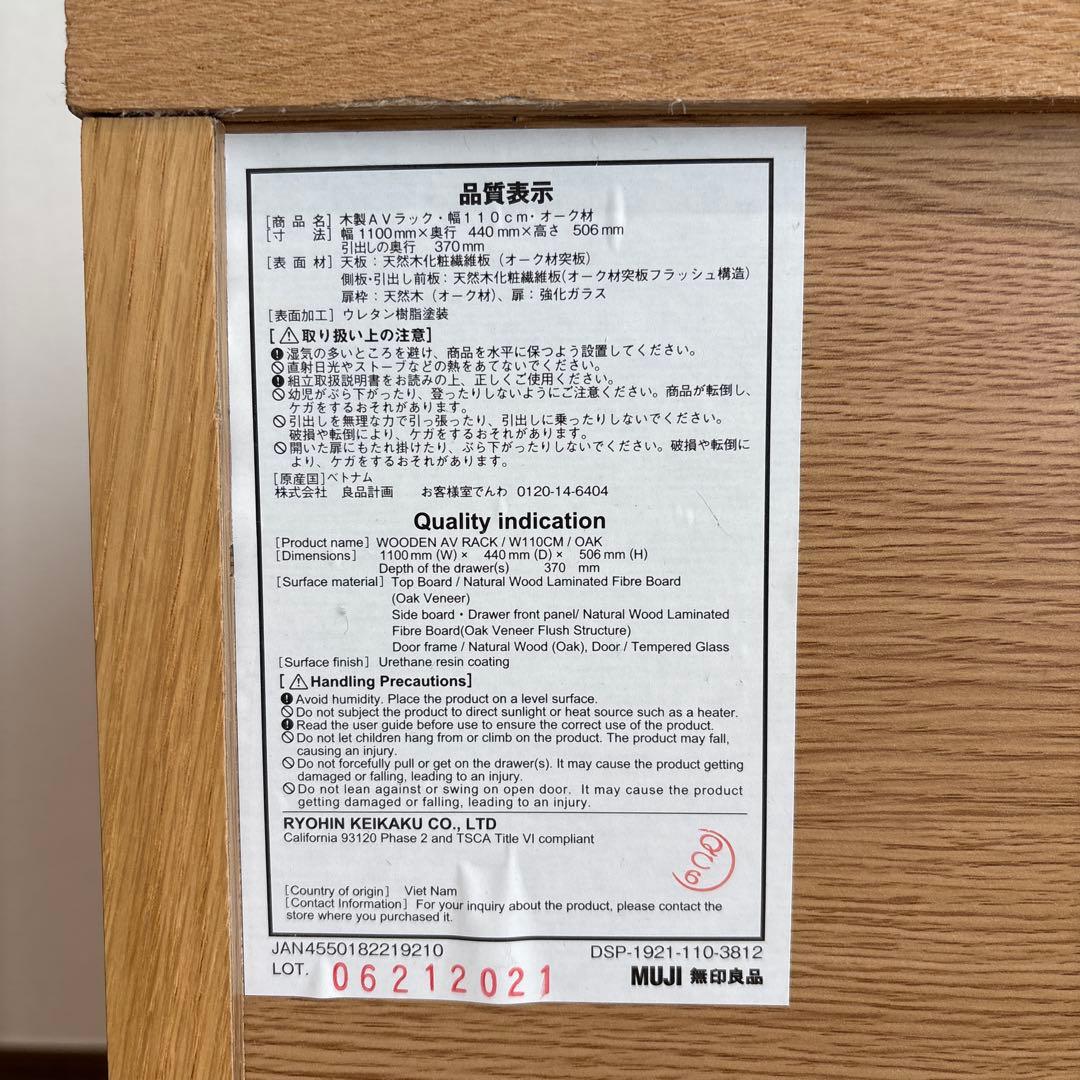 品質表示
[商品名] 木製AVラック・幅110cm・オーク材
[寸 法] 幅1100mm×奥行 440mm×高さ 506mm
引出しの奥行 370mm
[表面材] 天板：天然木化粧繊維板（オーク材突板）
側板・引出し前板：天然木化粧繊維板(オーク材突板フラッシュ構造)
扉枠：天然木（オーク材）、扉：強化ガラス
[表面加工] ウレタン樹脂塗装
[⚠取り扱い上の注意]
湿気の多いところを避け、商品を水平に保つよう設置してください。
直射日光やストーブなどの熱をあてないでください。
組立取扱説明書をお読みの上、正しくご使用ください。
幼児がぶら下がったり、登ったりしないようにご注意ください。商品が転倒し、
ケガをするおそれがあります。
引出しを無理な力で引っ張ったり、引出しに乗ったりしないでください。
破損や転倒により、ケガをするおそれがあります。
開いた扉にもたれ掛けたり、ぶら下がったりしないでください。破損や転倒に
より、ケガをするおそれがあります。
[原産国]ベトナム
株式会社 良品計画 お客様室でんわ 0120-14-6404
Quality indication
[Product name] WOODEN AV RACK / W110CM / OAK
[Dimensions] 1100mm (W) × 440mm (D) × 506mm (H)
Depth of the drawer(s) 370 mm
[Surface material] Top Board / Natural Wood Laminated Fibre Board
(Oak Veneer)
Side board・Drawer front panel/ Natural Wood Laminated
Fibre Board(Oak Veneer Flush Structure)
Door frame / Natural Wood (Oak), Door / Tempered Glass
[Surface finish] Urethane resin coating
[⚠Handling Precautions]
Avoid humidity. Place the product on a level surface.
Do not subject the product to direct sunlight or heat source such as a heater.
Read the user guide before use to ensure the correct use of the product.
Do not let children hang from or climb on the product. The product may fall,
causing an injury.
Do not forcefully pull or get on the drawer(s). It may cause the product getting
damaged or falling, leading to an injury.
Do not lean against or swing on open door. It may cause the product
getting damaged or falling, leading to an injury.
RYOHIN KEIKAKU CO., LTD
California 93120 Phase 2 and TSCA Title VI compliant
[Country of origin] Viet Nam
[Contact Information] For your inquiry about the product, please contact the
store where you purchased it.
JAN4550182219210 DSP-1921-110-3812
LOT. 06212021
MUJI 無印良品